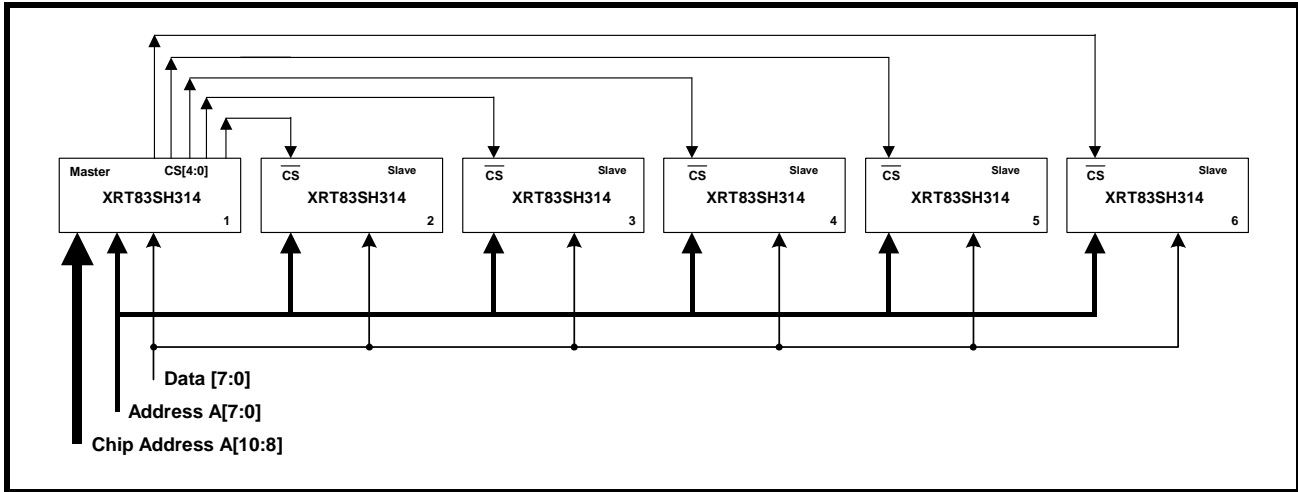 Master CS[4:0]
XRT83SH314
1
CS Slave
XRT83SH314
2
CS Slave
XRT83SH314
3
CS Slave
XRT83SH314
4
CS Slave
XRT83SH314
5
CS Slave
XRT83SH314
6
Data [7:0]
Address A[7:0]
Chip Address A[10:8]